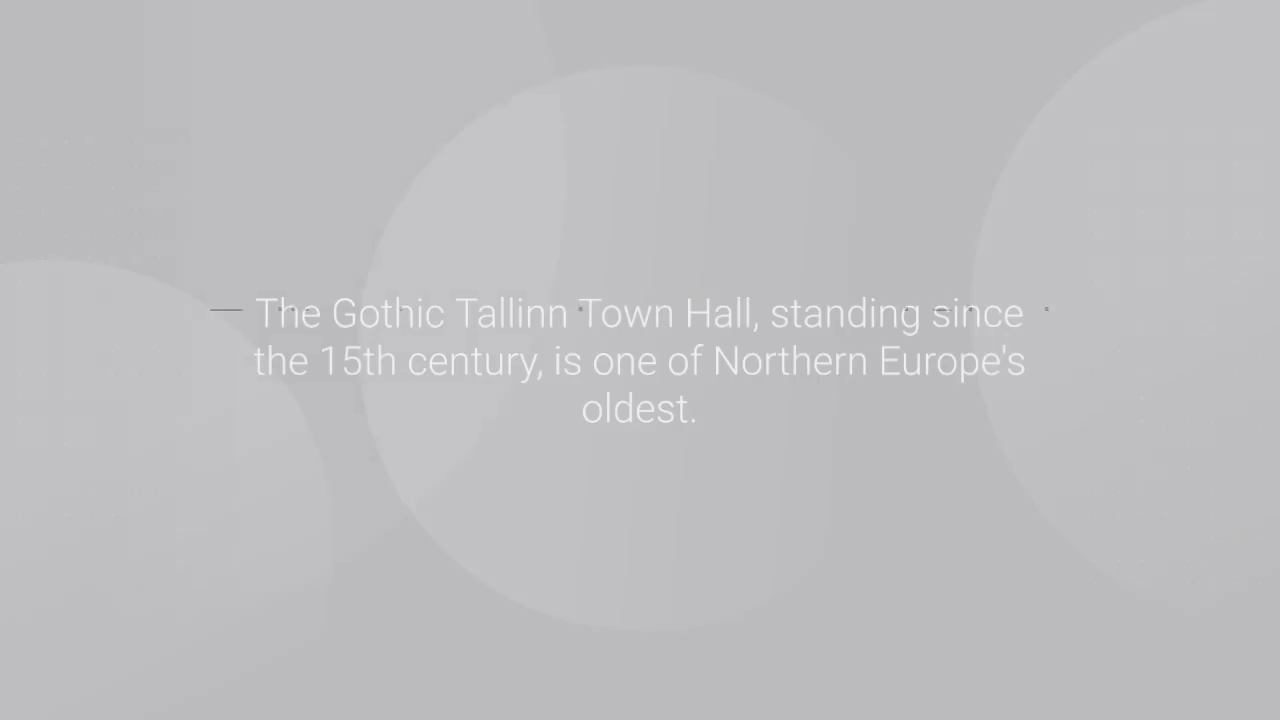 The Gothic Tallinn Town Hall, standing since
the 15th century, is one of Northern Europe's
oldest.